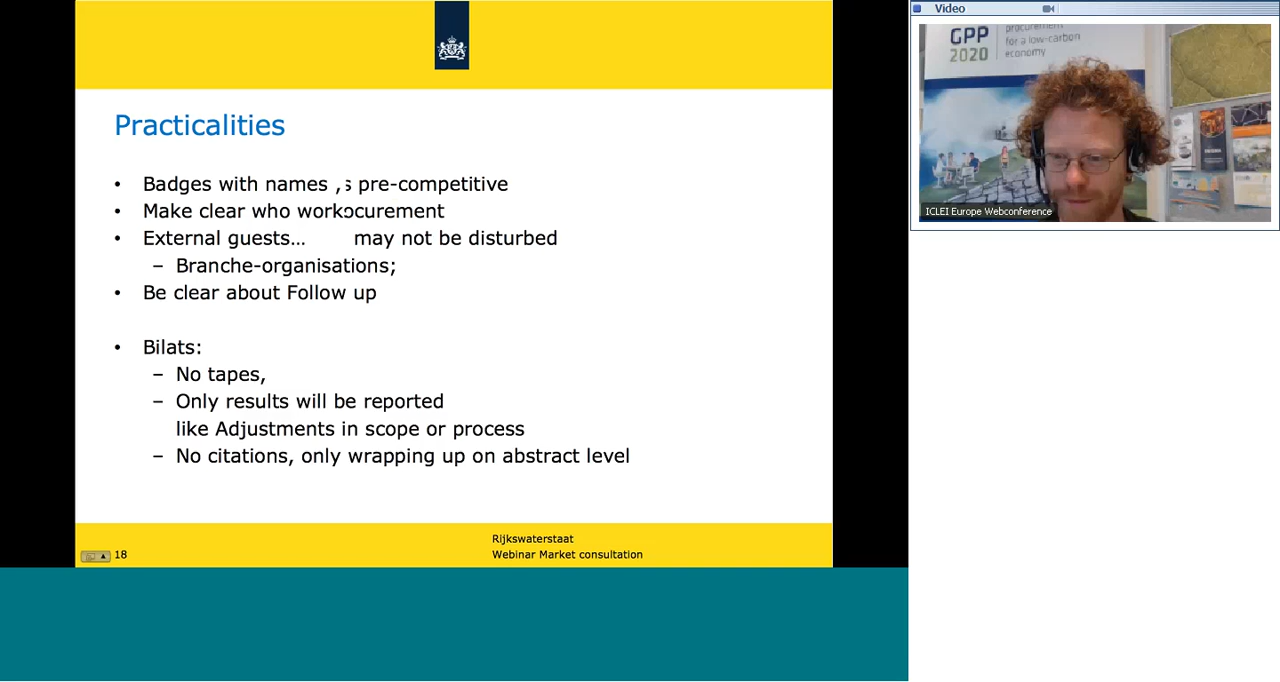 Practicalities
• Badges with names , s pre-competitive
• Make clear who workocurement
• External guests… may not be disturbed
– Branche-organisations;
• Be clear about Follow up
• Bilats:
– No tapes,
– Only results will be reported
like Adjustments in scope or process
– No citations, only wrapping up on abstract level
18
Rijkswaterstaat
Webinar Market consultation
Video
GPP
2020
procurement
for a low-carbon
economy
ICLEI Europe Webconference